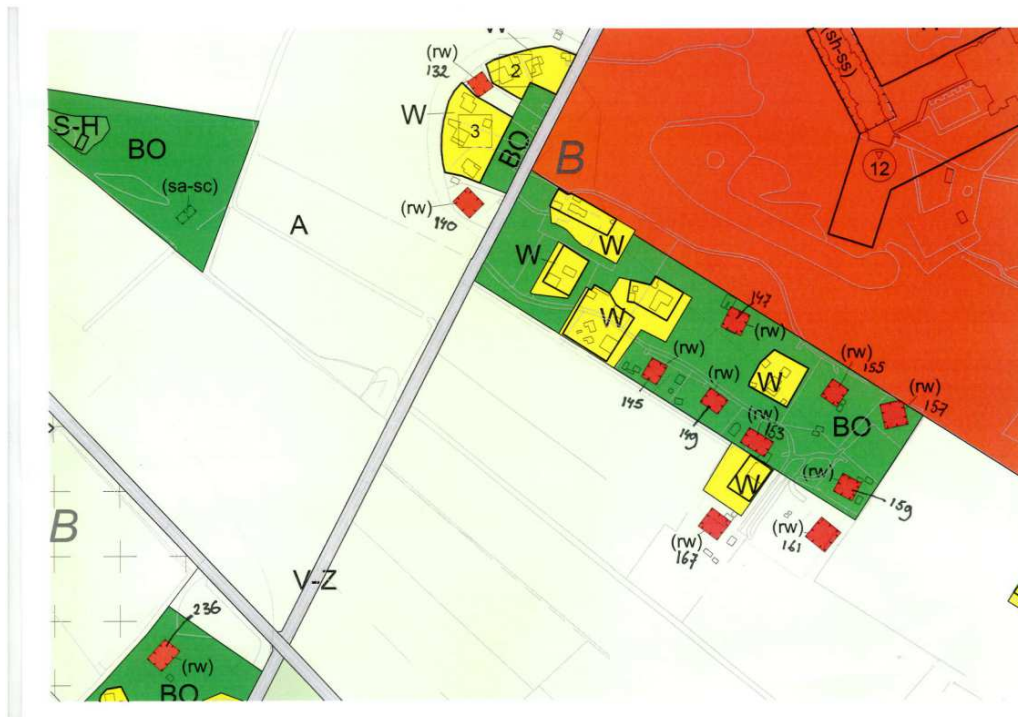 W
(rw)
132
2
W
3
BO
(sh-ss)
B
12
S-H
BO
(sa-sc)
(rw)
140
A
W
W
W
147
(rw)
(rw)
145
(rw)
149
W
(rw)
155
(rw)
157
(rw)
153
BO
W
(rw)
159
(rw)
161
(rw)
167
B
V-Z
236
(rw)
BO